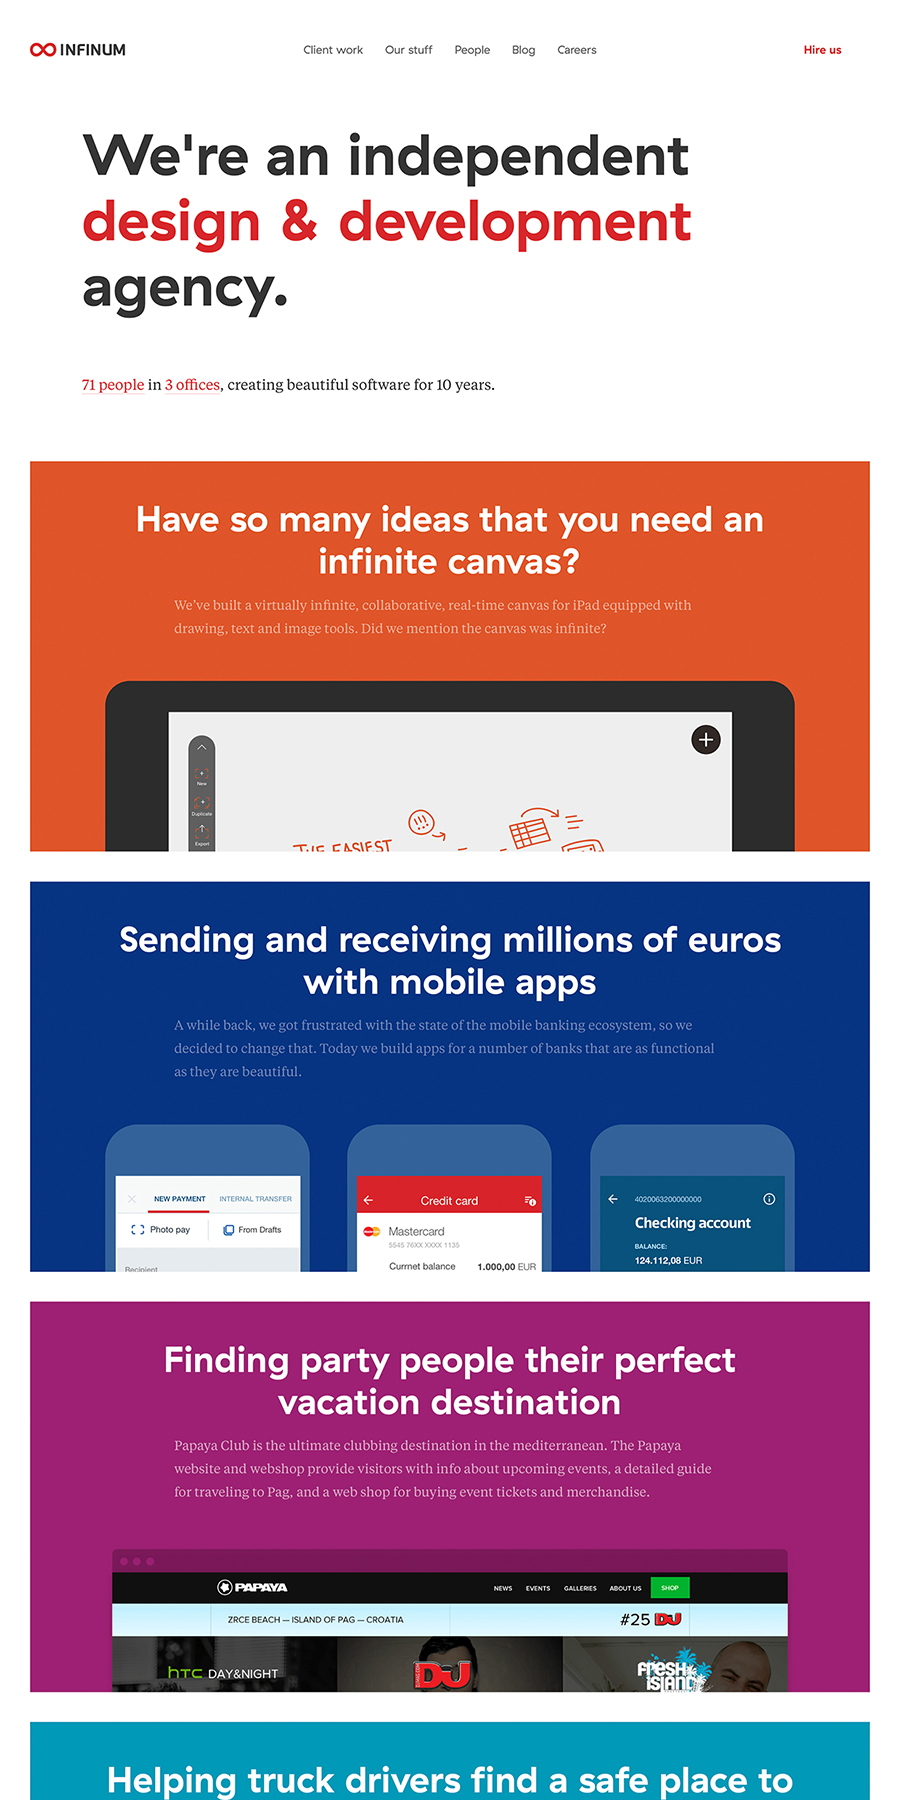 INFINUM
Client work Our stuff People Blog Careers
Hire us
We're an independent
design & development
agency.
71 people in 3 offices, creating beautiful software for 10 years.
Have so many ideas that you need an
infinite canvas?
We've built a virtually infinite, collaborative, real-time canvas for iPad equipped with
drawing, text and image tools. Did we mention the canvas was infinite?
New
Duplicate
Export
THE EASIEST
Sending and receiving millions of euros
with mobile apps
A while back, we got frustrated with the state of the mobile banking ecosystem, so we
decided to change that. Today we build apps for a number of banks that are as functional
as they are beautiful.
NEW PAYMENT INTERNAL TRANSFER
Photo pay From Drafts
Recipient
Credit card
Mastercard
5545 76XX XXXX 1135
Currnet balance 1.000,00 EUR
4020063200000000
Checking account
BALANCE:
124.112,08 EUR
Finding party people their perfect
vacation destination
Papaya Club is the ultimate clubbing destination in the mediterranean. The Papaya
website and webshop provide visitors with info about upcoming events, a detailed guide
for traveling to Pag, and a web shop for buying event tickets and merchandise.
PAPAYA
NEWS EVENTS GALLERIES ABOUT US SHOP
ZRCE BEACH — ISLAND OF PAG — CROATIA
#25 DJ
hTC DAY&NIGHT
DJ
FRESH
ISLAND
Helping truck drivers find a safe place to